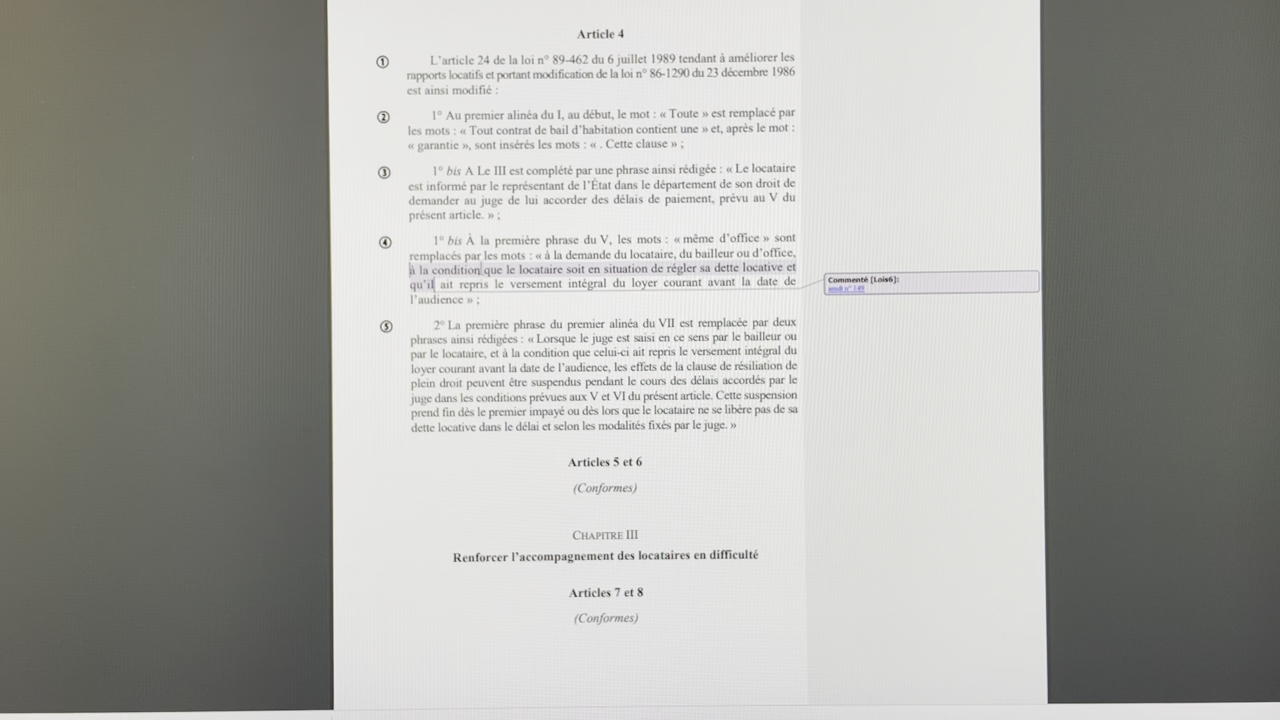 Article 4
① L'article 24 de la loi n° 89-462 du 6 juillet 1989 tendant à améliorer les
rapports locatifs et portant modification de la loi n° 86-1290 du 23 décembre 1986
est ainsi modifié :
② 1° Au premier alinéa du I, au début, le mot : « Toute » est remplacé par
les mots : « Tout contrat de bail d'habitation contient une » et, après le mot :
« garantie », sont insérés les mots : « . Cette clause » ;
③ 1° bis A Le III est complété par une phrase ainsi rédigée : « Le locataire
est informé par le représentant de l'État dans le département de son droit de
demander au juge de lui accorder des délais de paiement, prévu au V du
présent article. » ;
④ 1° bis À la première phrase du V, les mots : « même d'office » sont
remplacés par les mots : « à la demande du locataire, du bailleur ou d'office,
à la condition que le locataire soit en situation de régler sa dette locative et
qu'il ait repris le versement intégral du loyer courant avant la date de
l'audience » ;
Commenté [Lois6]:
⑤ 2° La première phrase du premier alinéa du VII est remplacée par deux
phrases ainsi rédigées : « Lorsque le juge est saisi en ce sens par le bailleur ou
par le locataire, et à la condition que celui-ci ait repris le versement intégral du
loyer courant avant la date de l'audience, les effets de la clause de résiliation de
plein droit peuvent être suspendus pendant le cours des délais accordés par le
juge dans les conditions prévues aux V et VI du présent article. Cette suspension
prend fin dès le premier impayé ou dès lors que le locataire ne se libère pas de sa
dette locative dans le délai et selon les modalités fixés par le juge. »
Articles 5 et 6
(Conformes)
CHAPITRE III
Renforcer l'accompagnement des locataires en difficulté
Articles 7 et 8
(Conformes)